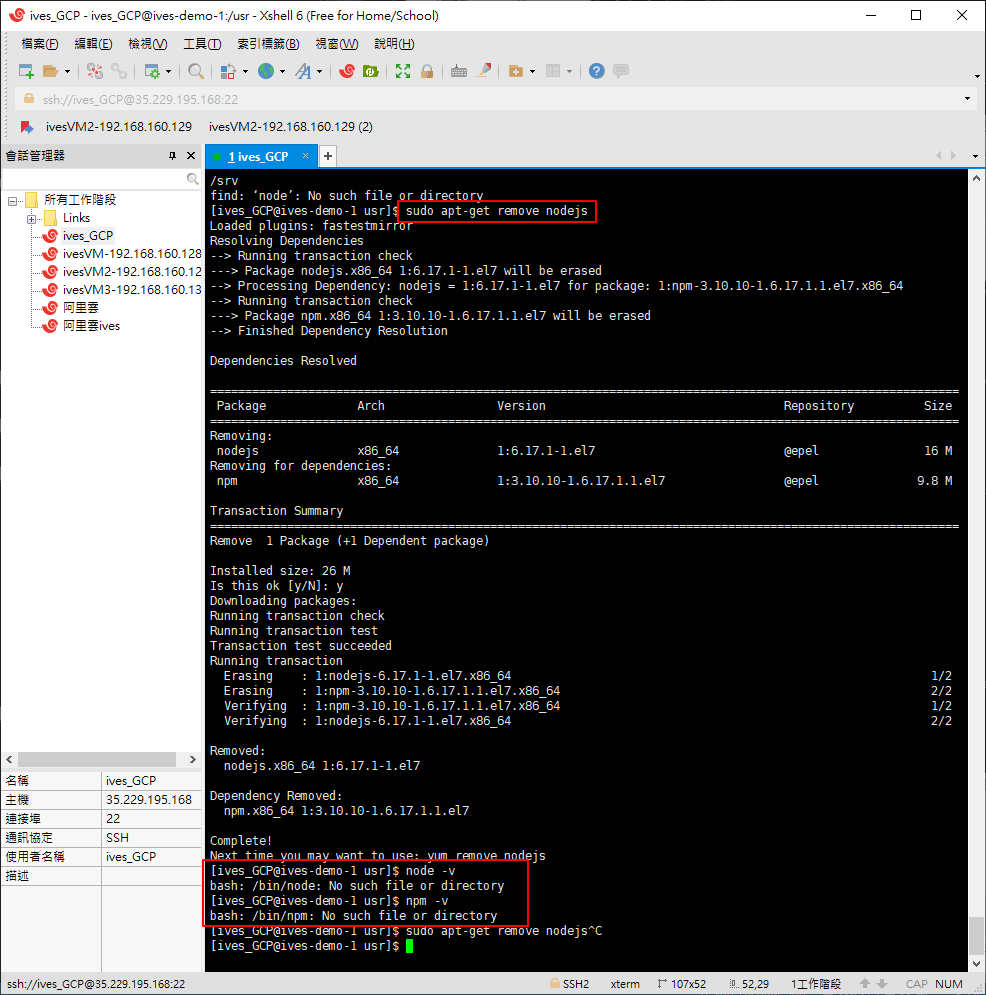 ives_GCP - ives_GCP@ives-demo-1:/usr - Xshell 6 (Free for Home/School)
檔案(F) 編輯(E) 檢視(V) 工具(T) 索引標籤(B) 視窗(W) 說明(H)
ssh://ives_GCP@35.229.195.168:22
ivesVM2-192.168.160.129 ivesVM2-192.168.160.129 (2)
會話管理器
1 ives_GCP
所有工作階段
Links
ives_GCP
ivesVM-192.168.160.128
ivesVM2-192.168.160.12
ivesVM3-192.168.160.13
阿里雲
阿里雲ives
名稱 ives_GCP
主機 35.229.195.168
連接埠 22
通訊協定 SSH
使用者名稱 ives_GCP
描述
/srv
find: ‘node’: No such file or directory
[ives_GCP@ives-demo-1 usr]$ sudo apt-get remove nodejs
Loaded plugins: fastestmirror
Resolving Dependencies
--> Running transaction check
---> Package nodejs.x86_64 1:6.17.1-1.el7 will be erased
--> Processing Dependency: nodejs = 1:6.17.1-1.el7 for package: 1:npm-3.10.10-1.6.17.1.1.el7.x86_64
--> Running transaction check
---> Package npm.x86_64 1:3.10.10-1.6.17.1.1.el7 will be erased
--> Finished Dependency Resolution
Dependencies Resolved
Package Arch Version Repository Size
Removing:
nodejs x86_64 1:6.17.1-1.el7 @epel 16 M
Removing for dependencies:
npm x86_64 1:3.10.10-1.6.17.1.1.el7 @epel 9.8 M
Transaction Summary
Remove 1 Package (+1 Dependent package)
Installed size: 26 M
Is this ok [y/N]: y
Downloading packages:
Running transaction check
Running transaction test
Transaction test succeeded
Running transaction
Erasing : 1:nodejs-6.17.1-1.el7.x86_64 1/2
Erasing : 1:npm-3.10.10-1.6.17.1.1.el7.x86_64 2/2
Verifying : 1:npm-3.10.10-1.6.17.1.1.el7.x86_64 1/2
Verifying : 1:nodejs-6.17.1-1.el7.x86_64 2/2
Removed:
nodejs.x86_64 1:6.17.1-1.el7
Dependency Removed:
npm.x86_64 1:3.10.10-1.6.17.1.1.el7
Complete!
Next time you may want to use: yum remove nodejs
[ives_GCP@ives-demo-1 usr]$ node -v
bash: /bin/node: No such file or directory
[ives_GCP@ives-demo-1 usr]$ npm -v
bash: /bin/npm: No such file or directory
[ives_GCP@ives-demo-1 usr]$ sudo apt-get remove nodejs^C
[ives_GCP@ives-demo-1 usr]$
ssh://ives_GCP@35.229.195.168:22 SSH2 xterm 107x52 52,29 1工作階段 CAP NUM